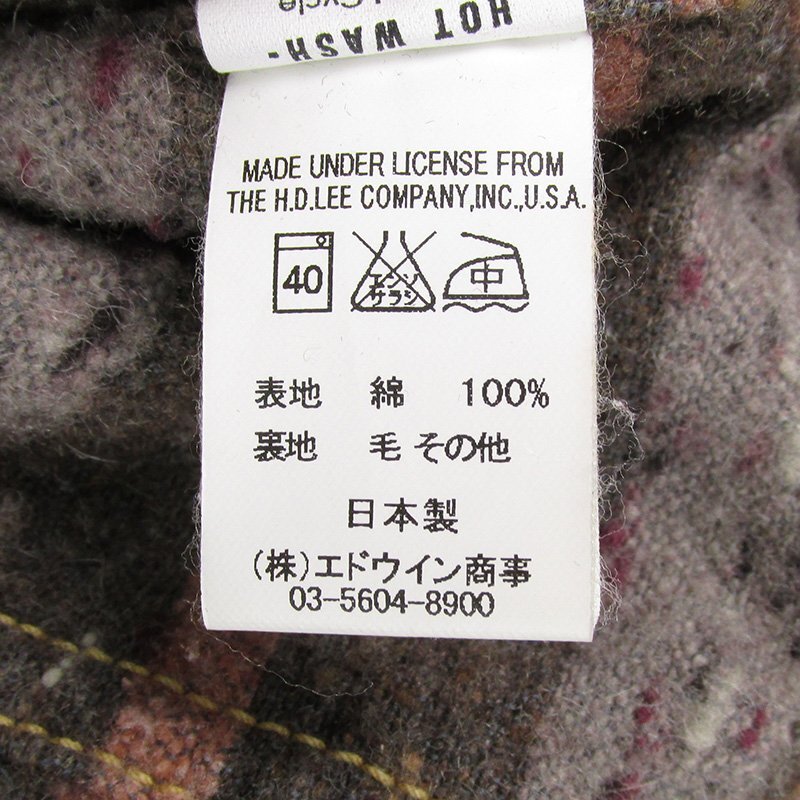 HOT WASH-
Cycle
MADE UNDER LICENSE FROM
THE H.D.LEE COMPANY,INC.,U.S.A.
40
エンソ
サラシ
中
表地 綿 100%
裏地 毛 その他
日本製
(株)エドウイン商事
03-5604-8900